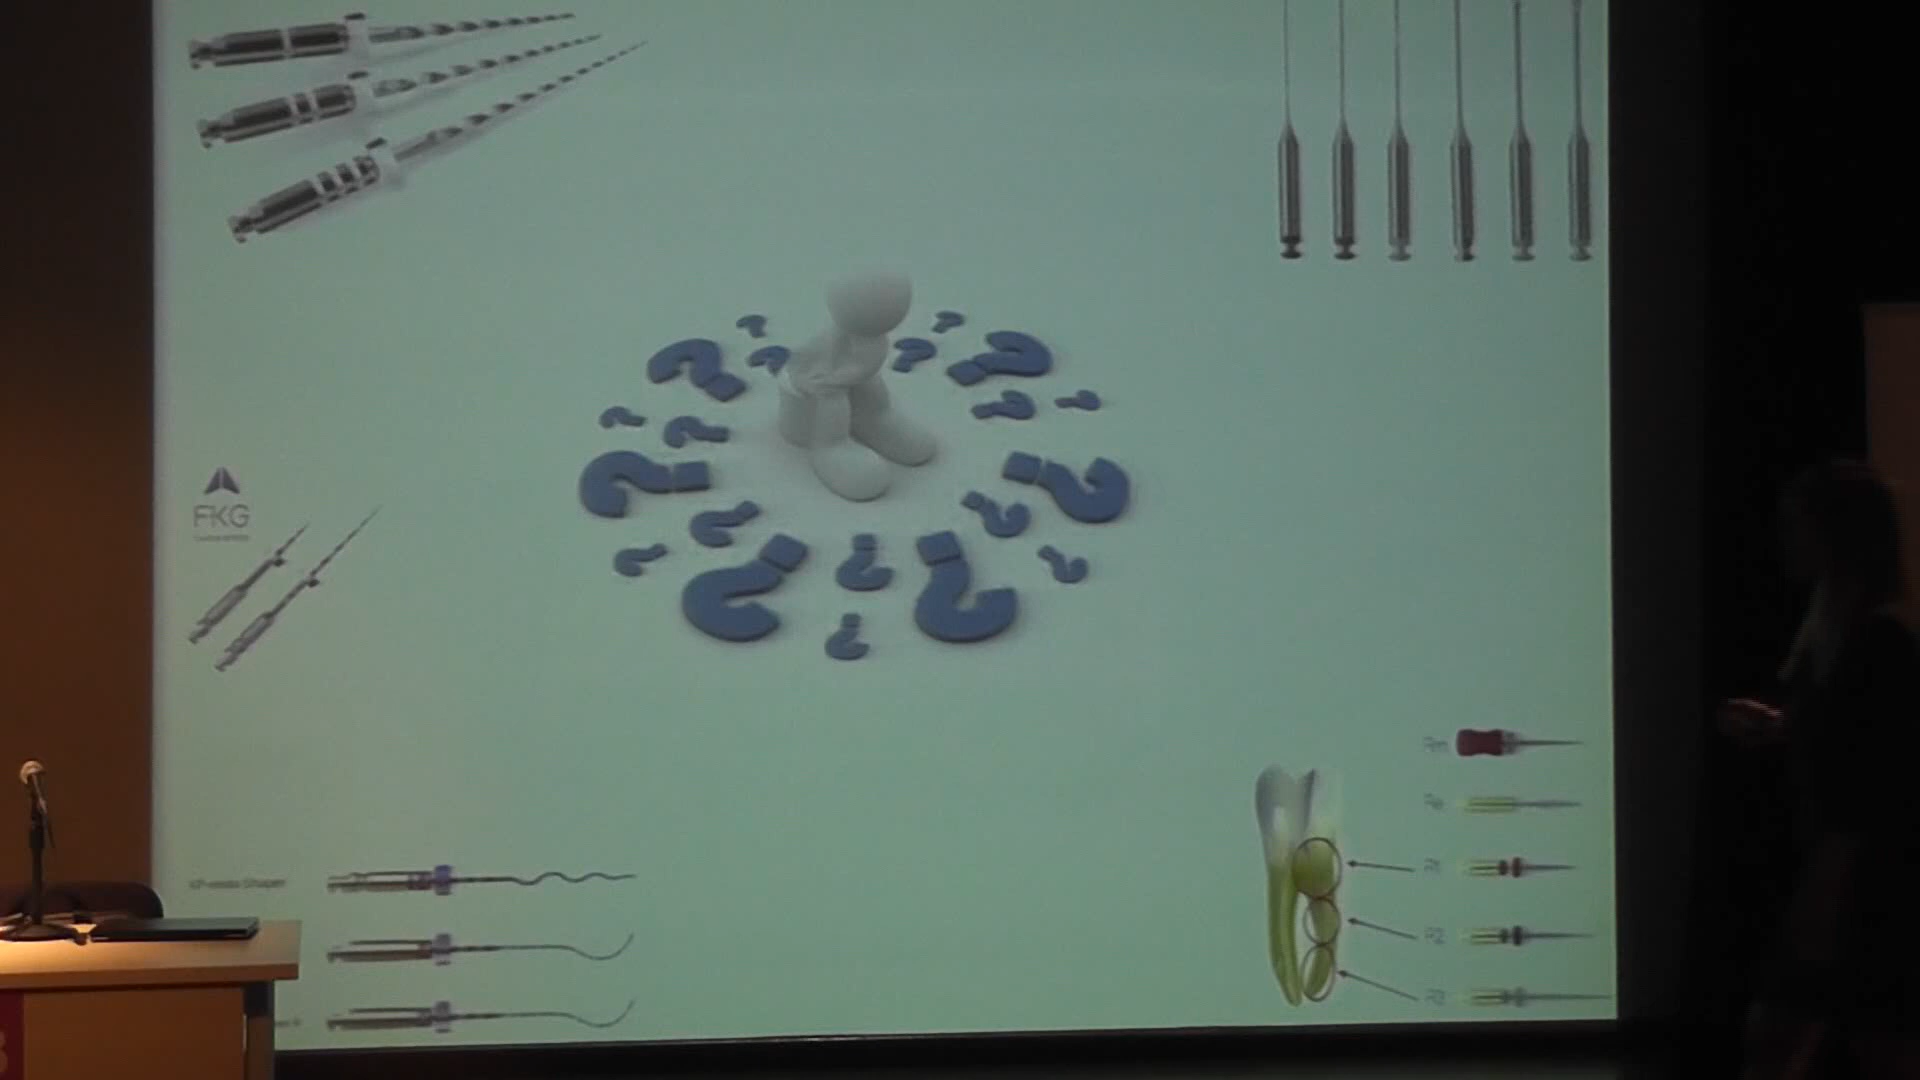 FKG
XP-endo Shaper
Rm
Re
R1
R2
R3